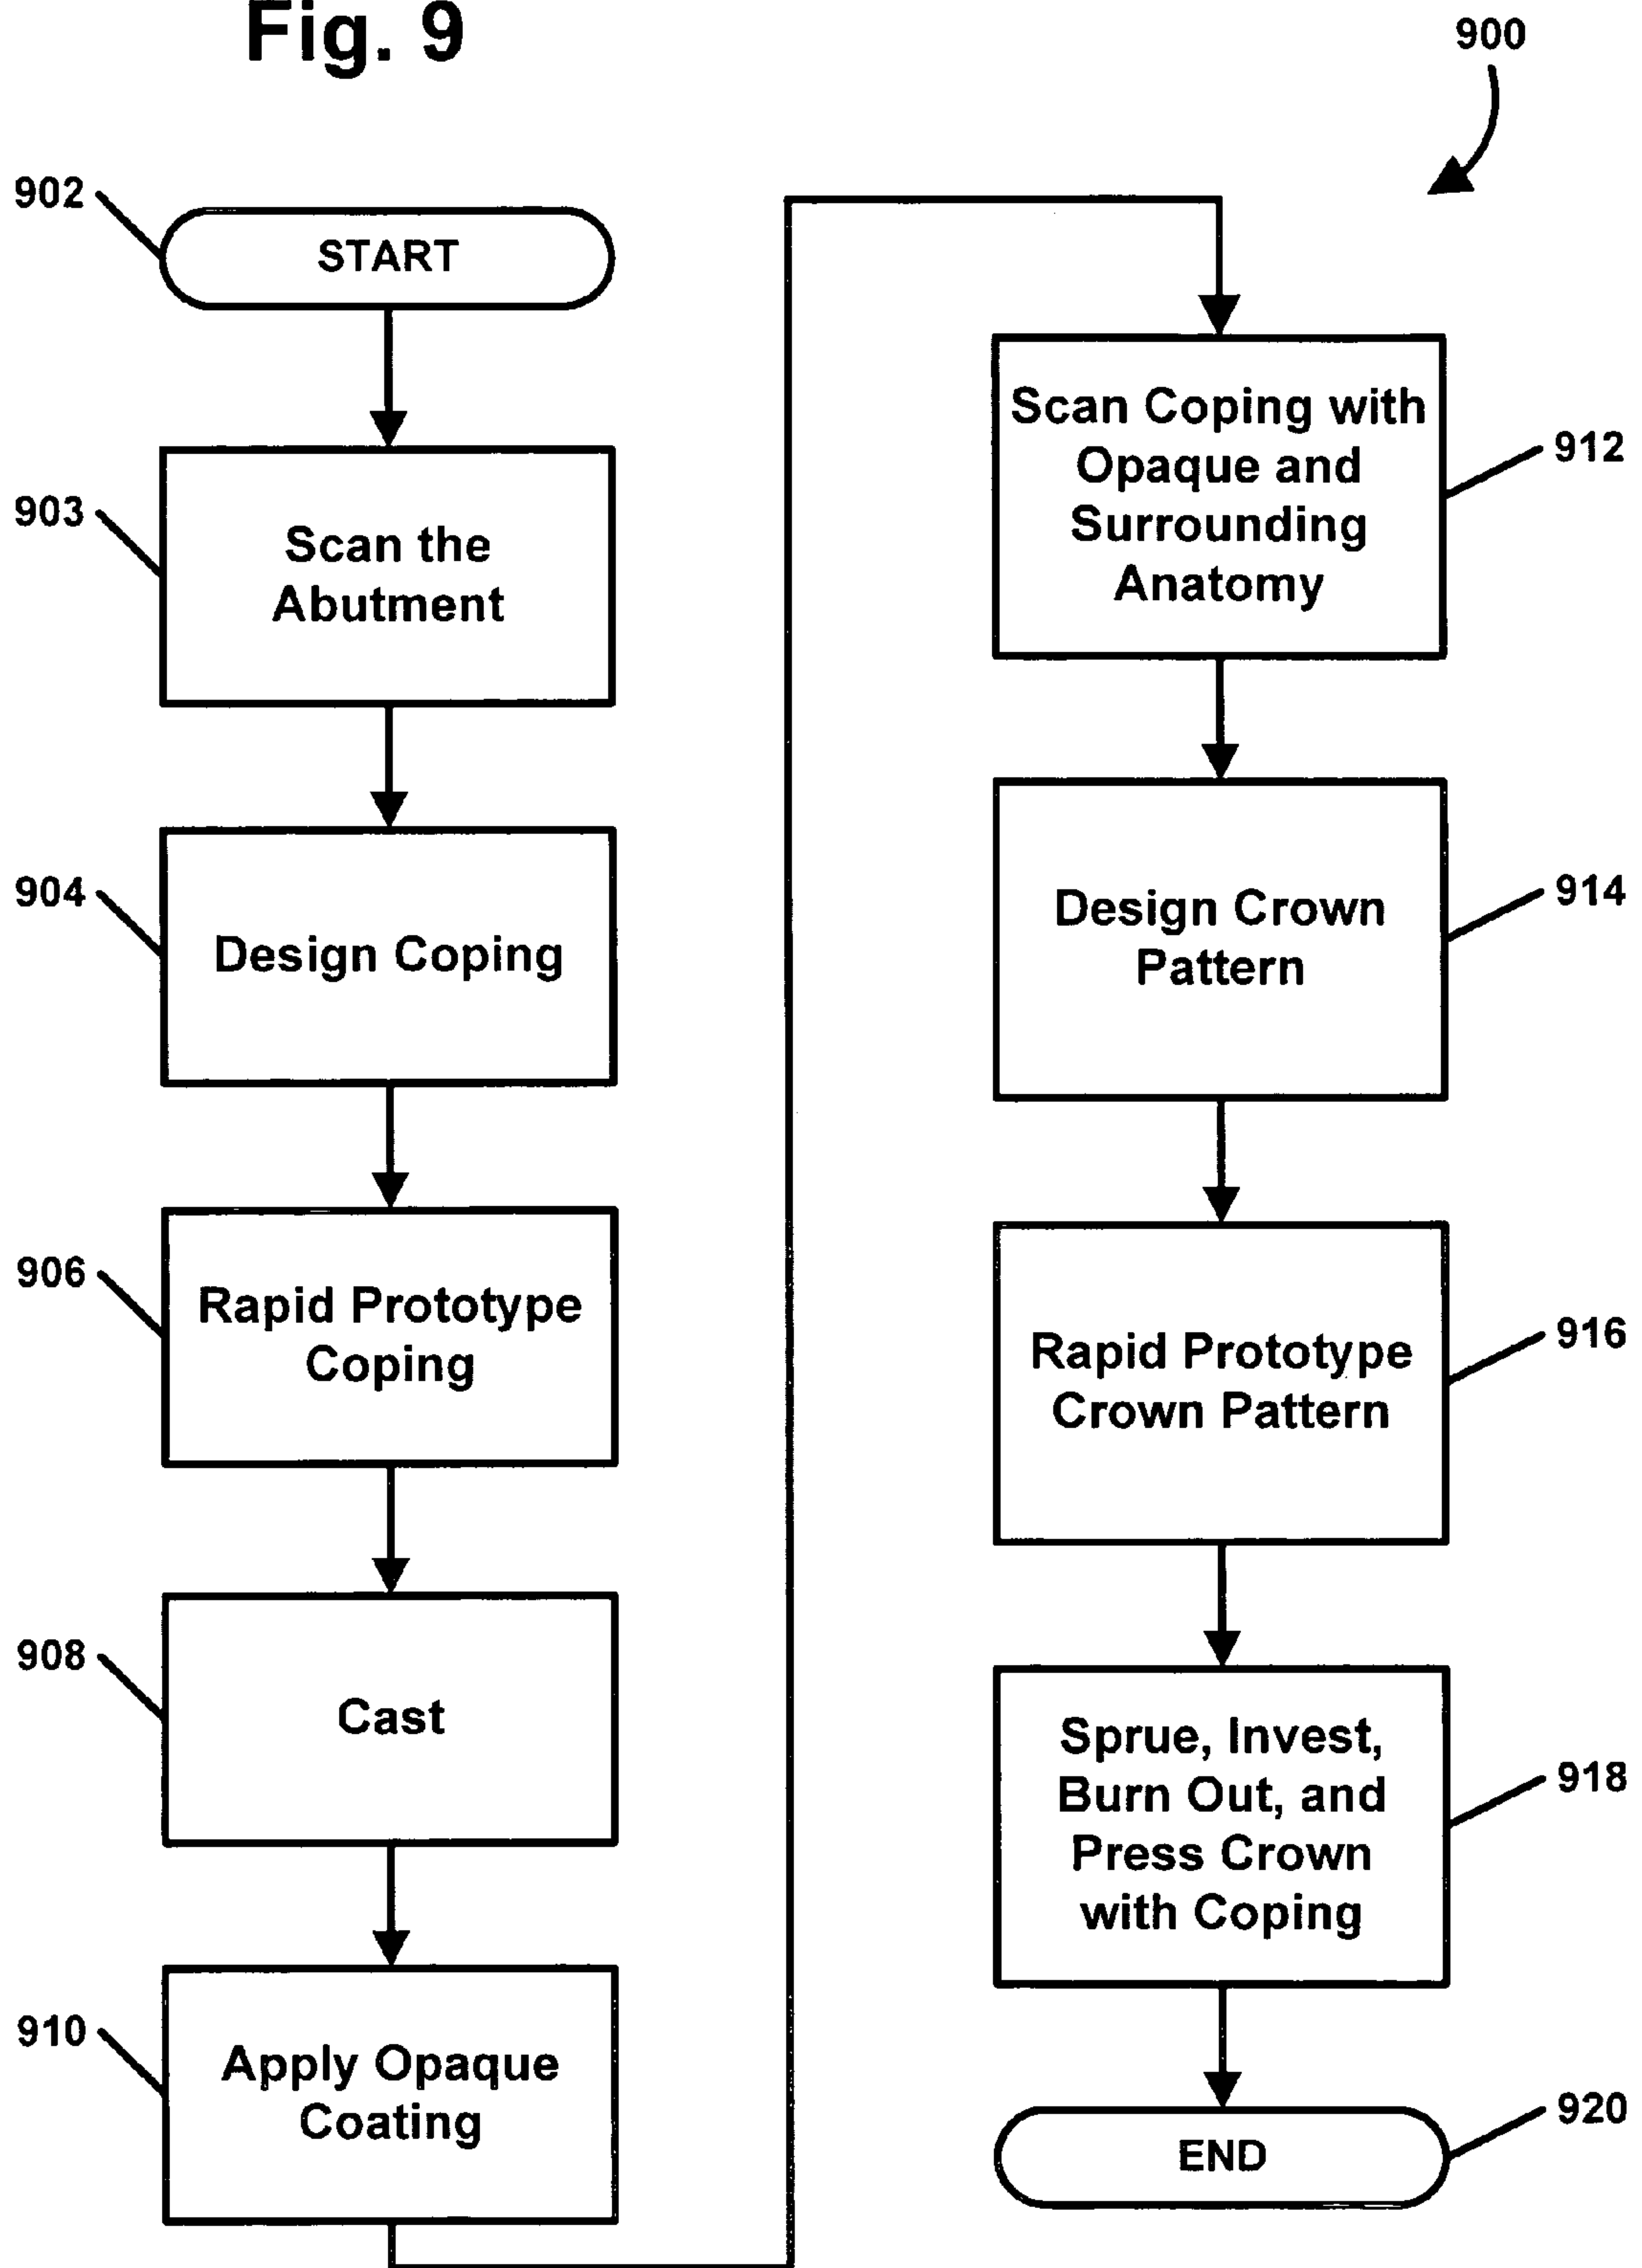 Fig. 9
900
902
START
903
Scan the
Abutment
904
Design Coping
906
Rapid Prototype
Coping
908
Cast
910
Apply Opaque
Coating
Scan Coping with
Opaque and
Surrounding
Anatomy
912
Design Crown
Pattern
914
Rapid Prototype
Crown Pattern
916
Sprue, Invest,
Burn Out, and
Press Crown
with Coping
918
END
920